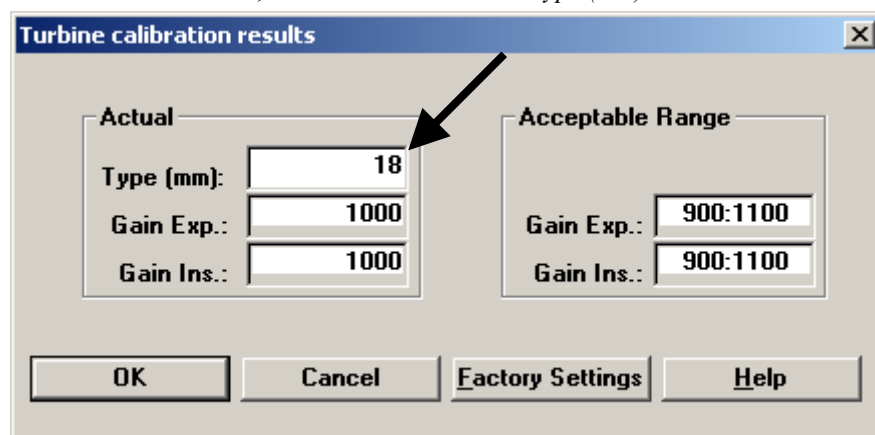 Turbine calibration results
Actual
Type (mm):
18
Gain Exp.:
1000
Gain Ins.:
1000
Acceptable Range
Gain Exp.:
900:1100
Gain Ins.:
900:1100
OK
Cancel
Factory Settings
Help